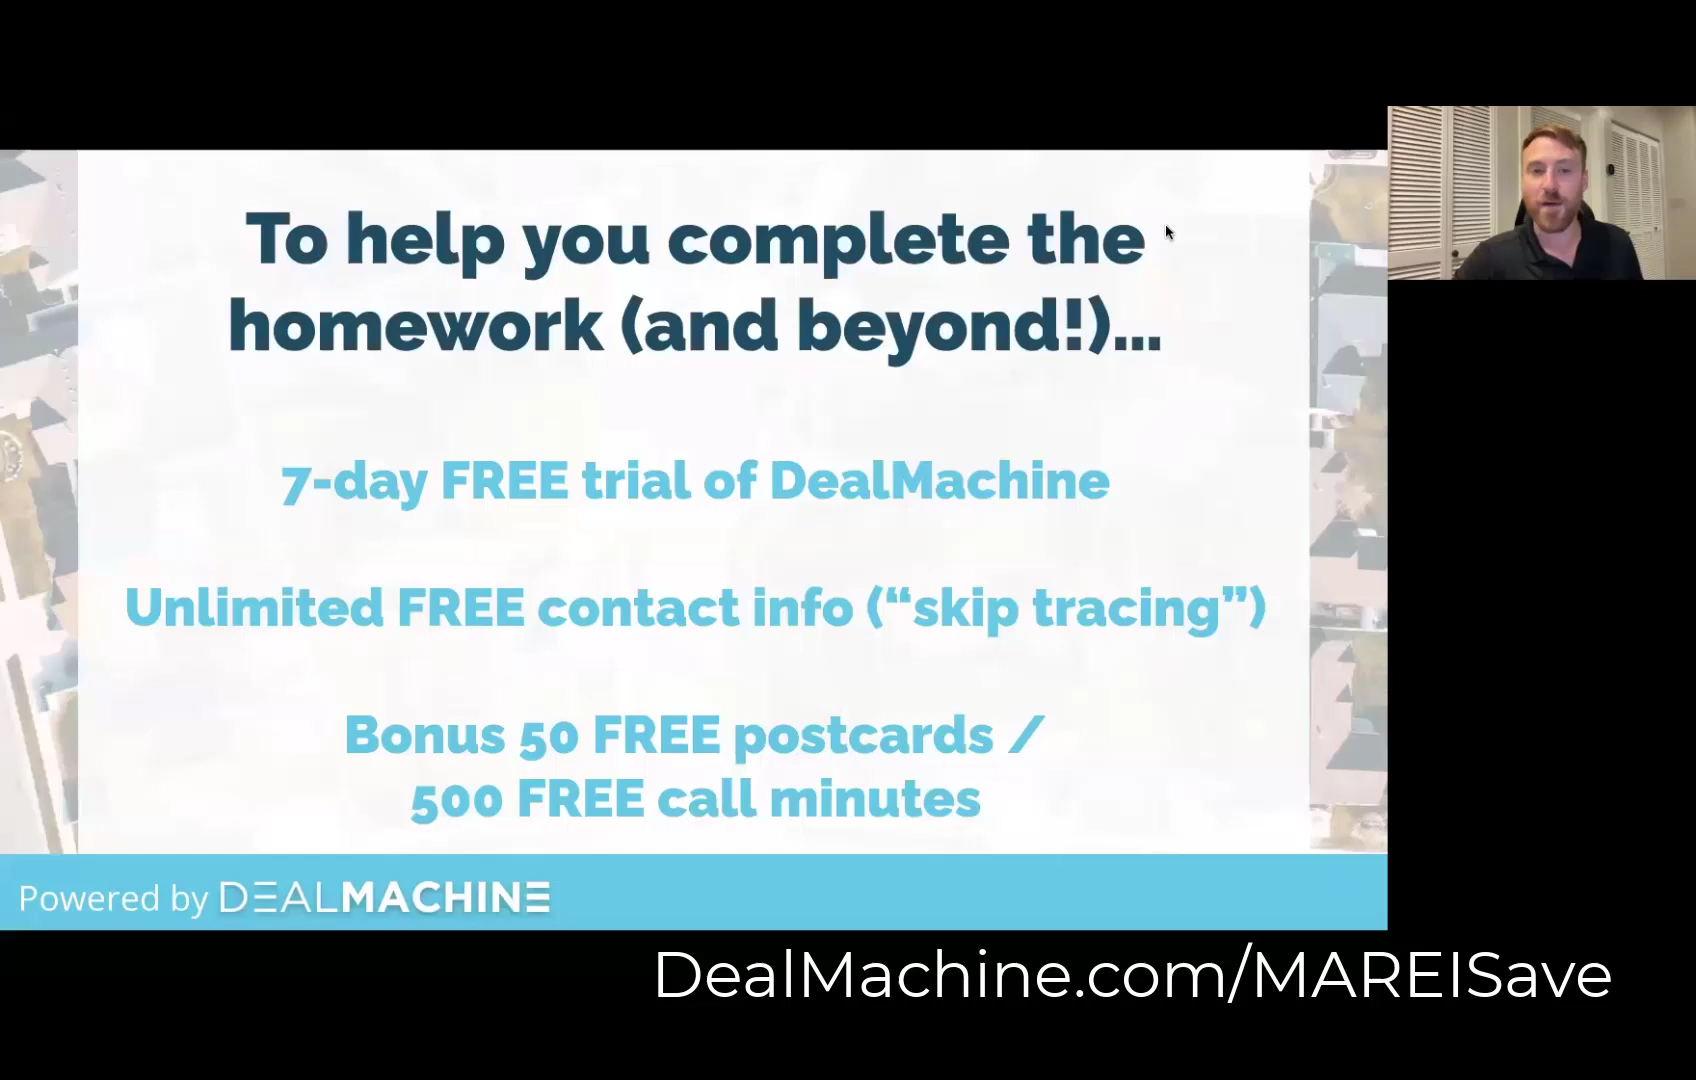 To help you complete the
homework (and beyond!)...
7-day FREE trial of DealMachine
Unlimited FREE contact info (“skip tracing”)
Bonus 50 FREE postcards /
500 FREE call minutes
Powered by DEALMACHINE
DealMachine.com/MAREISave